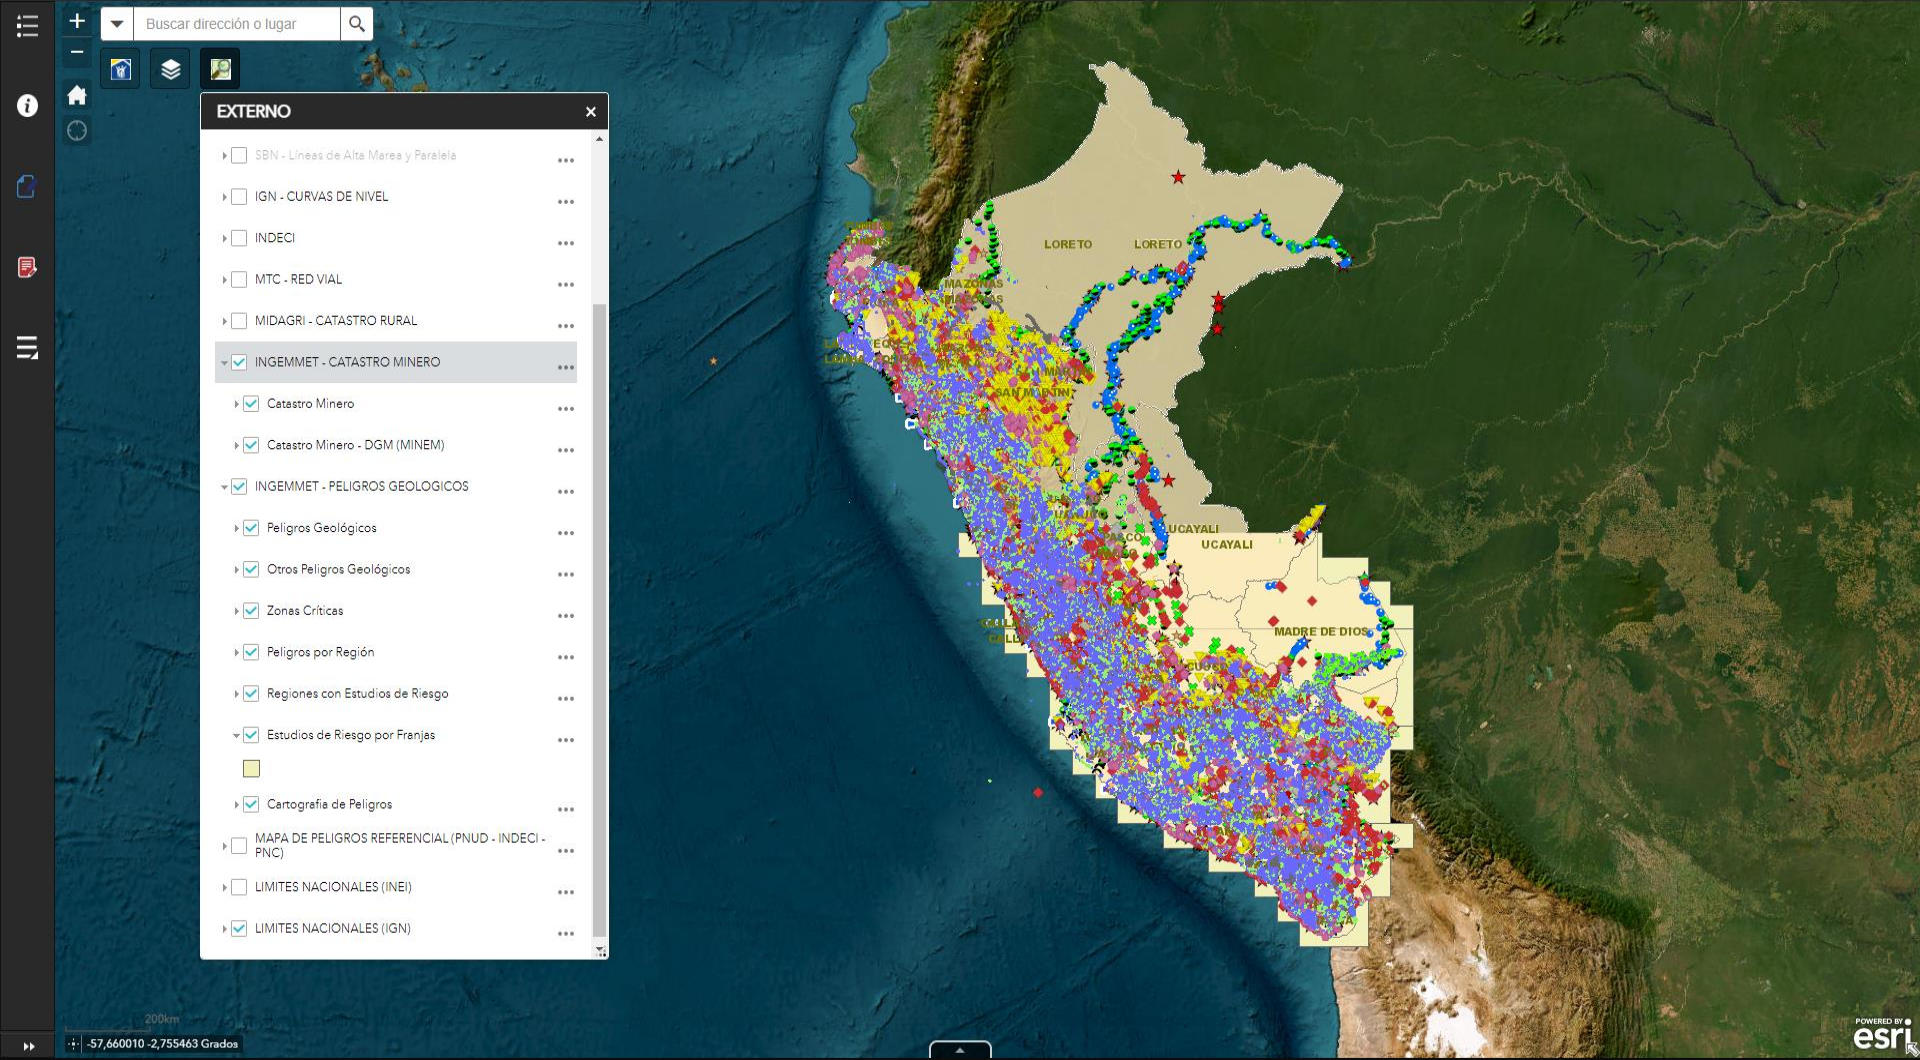 Buscar dirección o lugar
EXTERNO
SBN - Líneas de Alta Marea y Paralela
IGN - CURVAS DE NIVEL
INDECI
MTC - RED VIAL
MIDAGRI - CATASTRO RURAL
INGEMMET - CATASTRO MINERO
Catastro Minero
Catastro Minero - DGM (MINEM)
INGEMMET - PELIGROS GEOLOGICOS
Peligros Geológicos
Otros Peligros Geológicos
Zonas Críticas
Peligros por Región
Regiones con Estudios de Riesgo
Estudios de Riesgo por Franjas
Cartografia de Peligros
MAPA DE PELIGROS REFERENCIAL (PNUD - INDECI -
PNC)
LIMITES NACIONALES (INEI)
LIMITES NACIONALES (IGN)
LORETO
LORETO
SAN MARTIN
PASCO
UCAYALI
UCAYALI
MADRE DE DIOS
200km
-57,660010 -2,755463 Grados
POWERED BY
esri